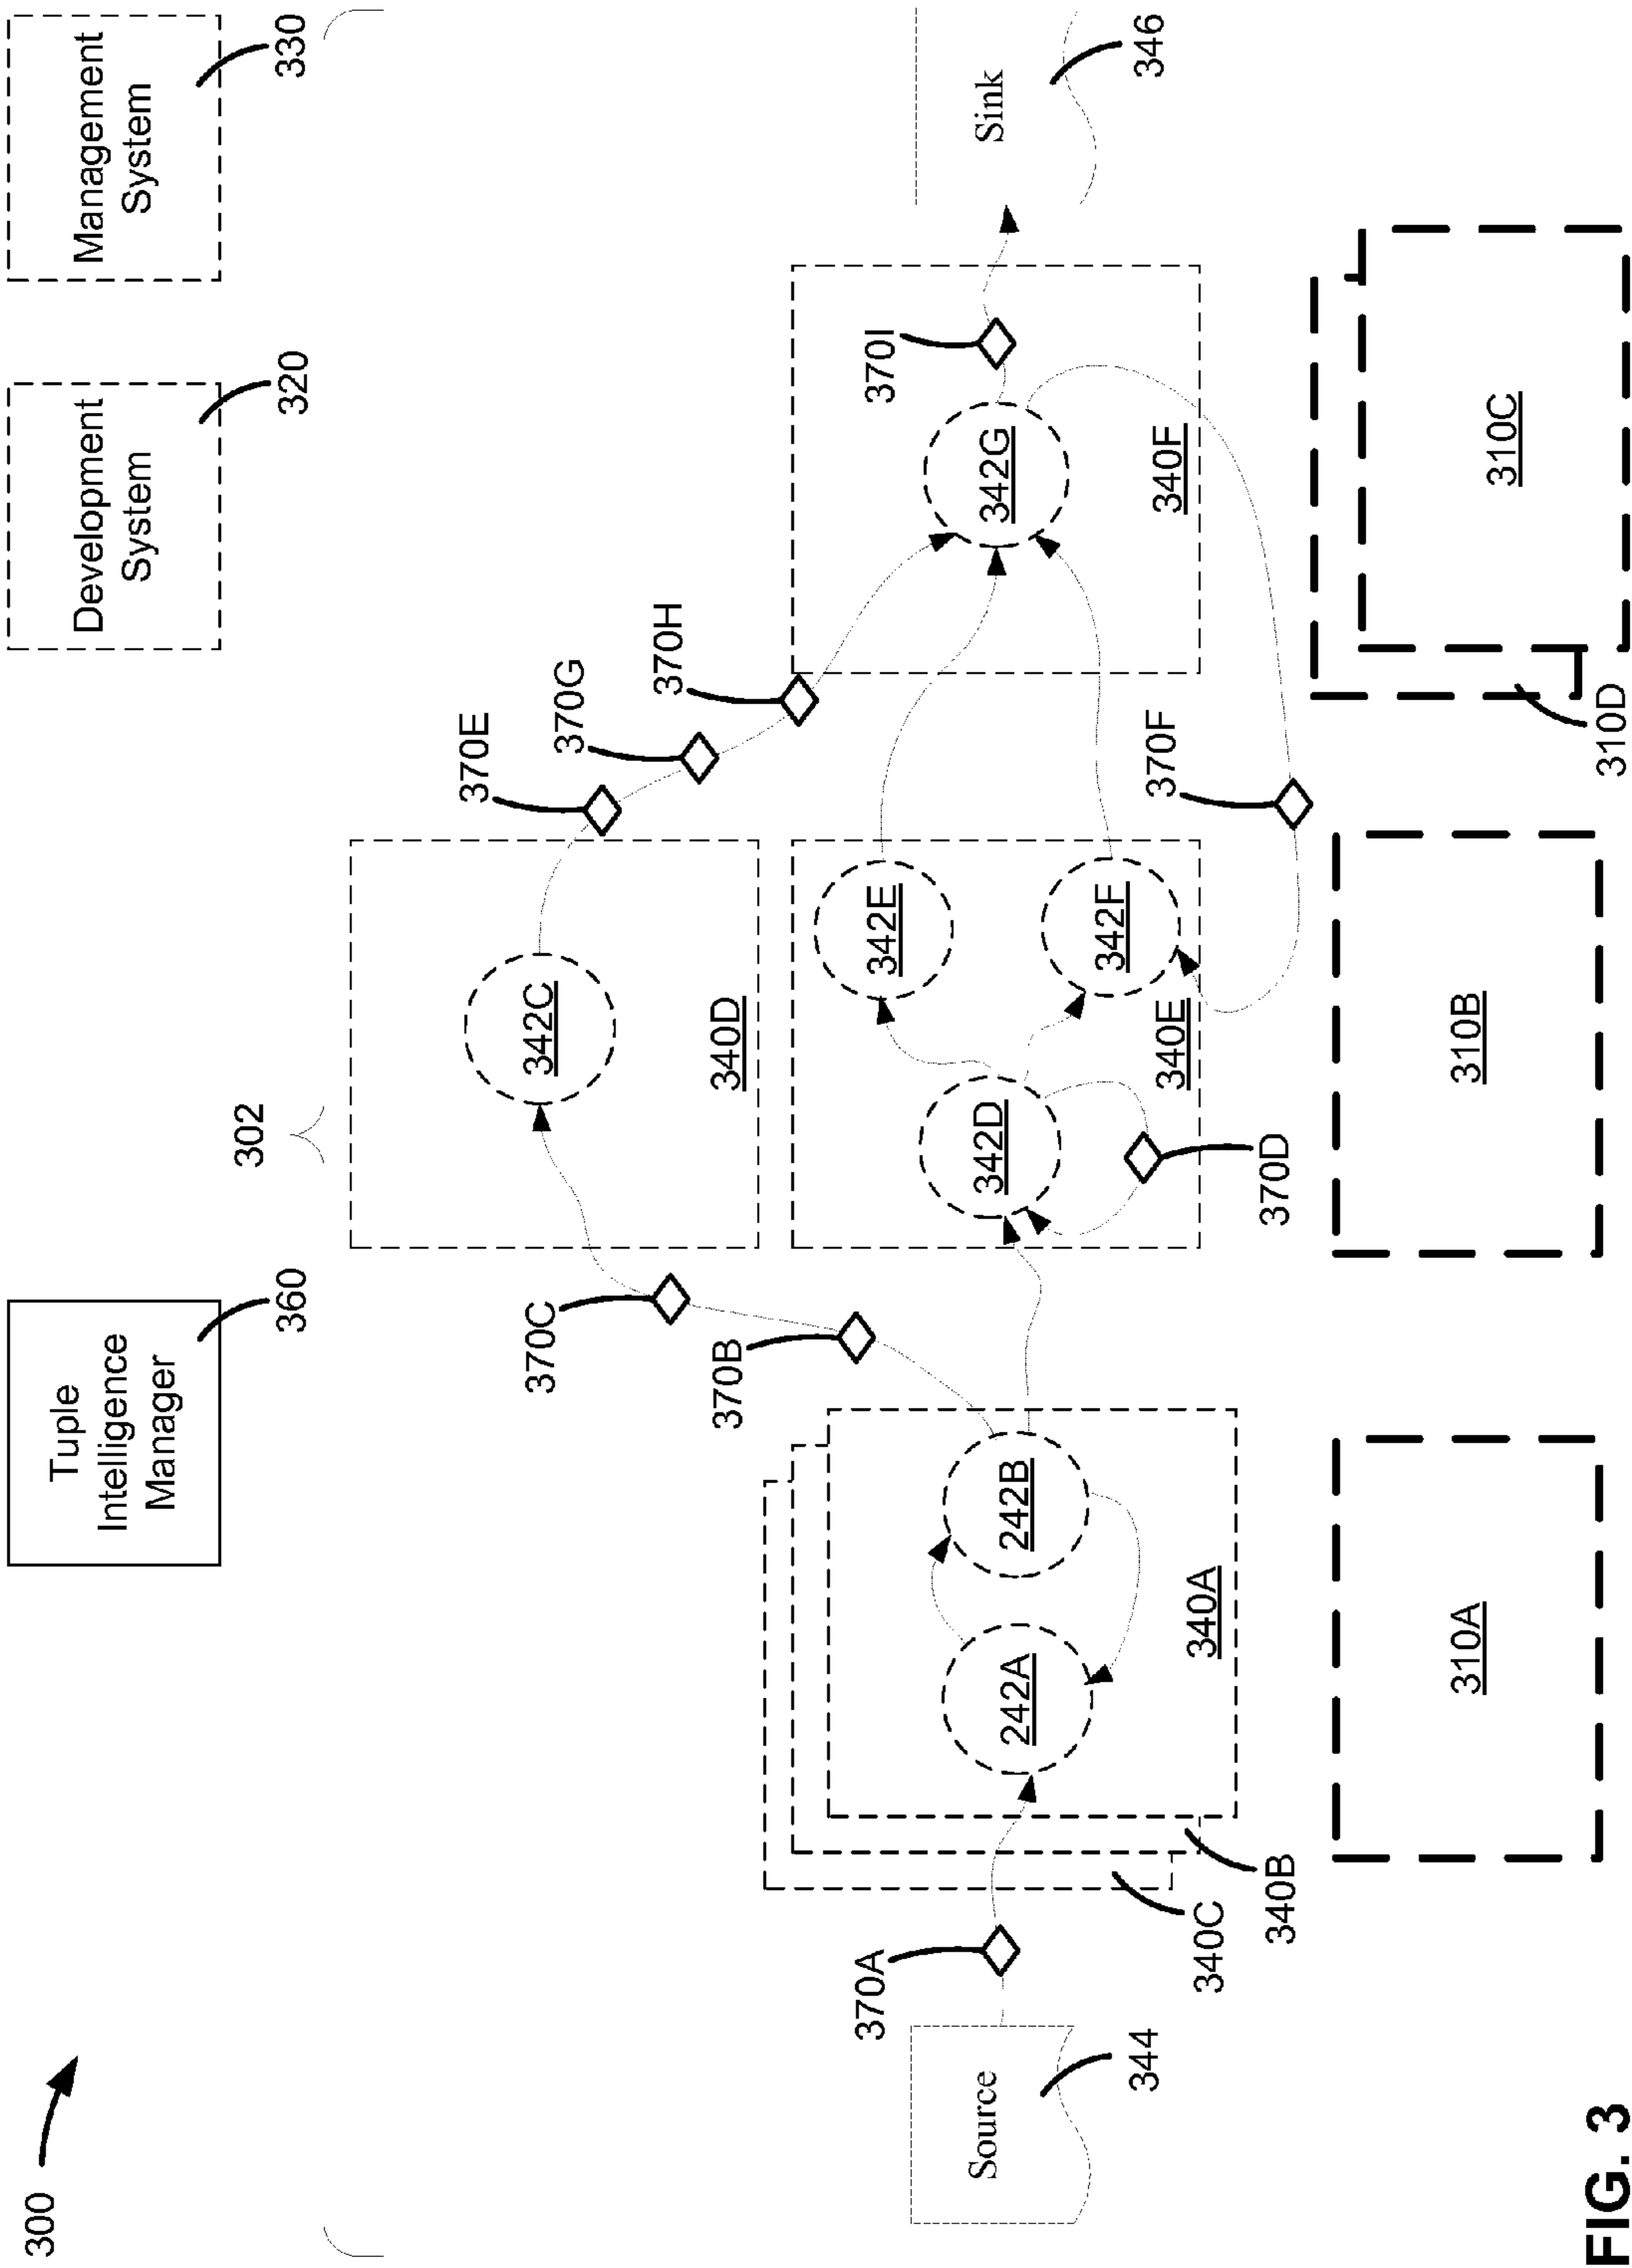 300
Tuple
Intelligence
Manager
360
Development
System
320
Management
System
330
302
370C
342C
340D
370E
370G
370H
370B
342E
370I
Source
344
370A
242A
242B
340A
340B
340C
342D
370D
342F
340E
370F
342G
340F
Sink
346
310A
310B
310C
310D
FIG. 3